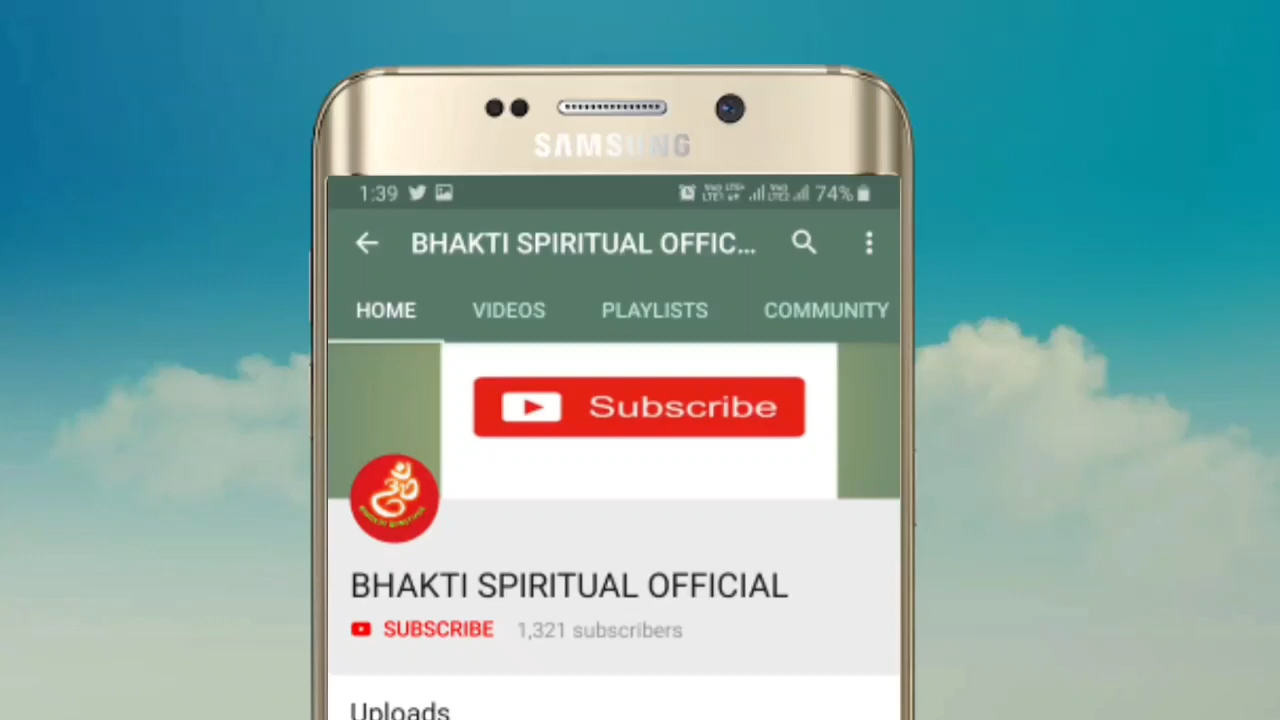 SAMSUNG
1:39 74%
BHAKTI SPIRITUAL OFFIC...
HOME VIDEOS PLAYLISTS COMMUNITY
Subscribe
BHAKTI SPIRITUAL OFFICIAL
SUBSCRIBE 1,321 subscribers
Uploads